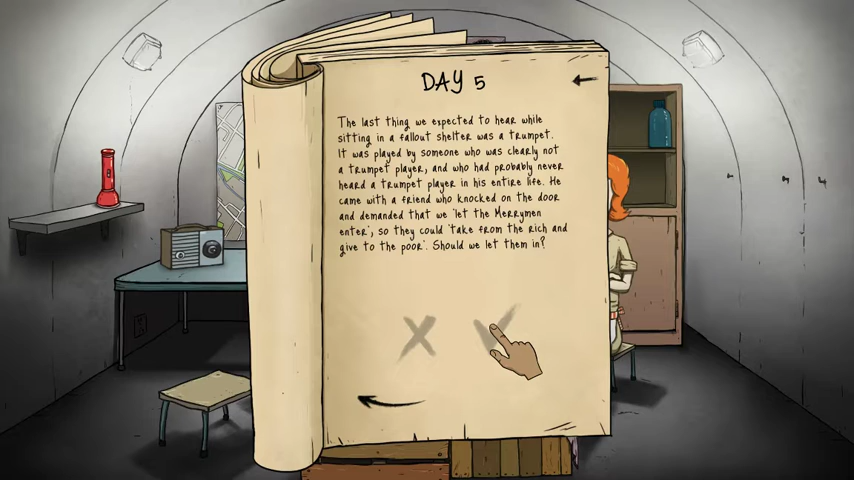 DAY 5
The last thing we expected to hear while
sitting in a fallout shelter was a trumpet.
It was played by someone who was clearly not
a trumpet player, and who had probably never
heard a trumpet player in his entire life. He
came with a friend who knocked on the door
and demanded that we 'let the Merrymen
enter', so they could 'take from the rich and
give to the poor'. Should we let them in?